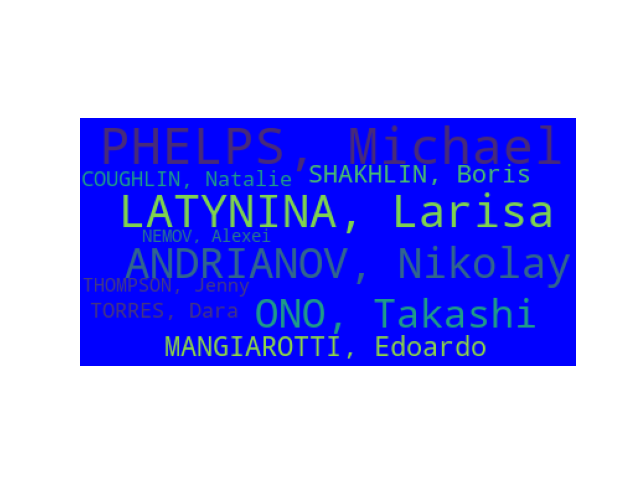 PHELPS, Michael
SHAKHLIN, Boris
COUGHLIN, Natalie
LATYNINA, Larisa
NEMOV, Alexei
ANDRIANOV, Nikolay
THOMPSON, Jenny
TORRES, Dara
ONO, Takashi
MANGIAROTTI, Edoardo